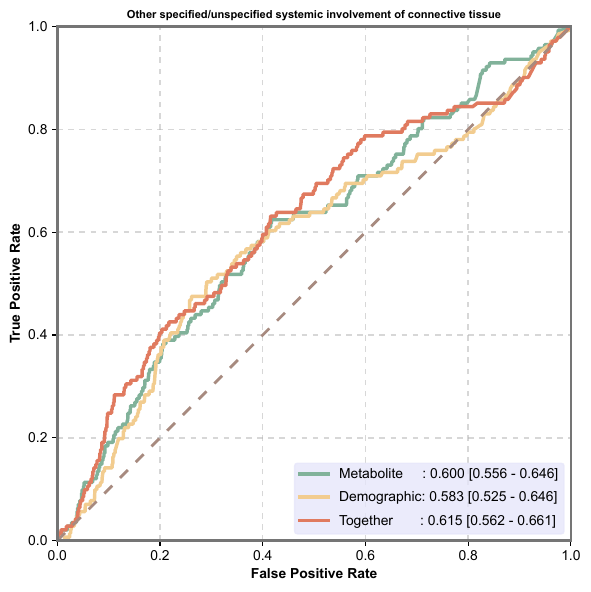 Other specified/unspecified systemic involvement of connective tissue
1.0
0.8
0.6
0.4
0.2
0.0
True Positive Rate
Metabolite : 0.600 [0.556 - 0.646]
Demographic: 0.583 [0.525 - 0.646]
Together : 0.615 [0.562 - 0.661]
0.0 0.2 0.4 0.6 0.8 1.0
False Positive Rate